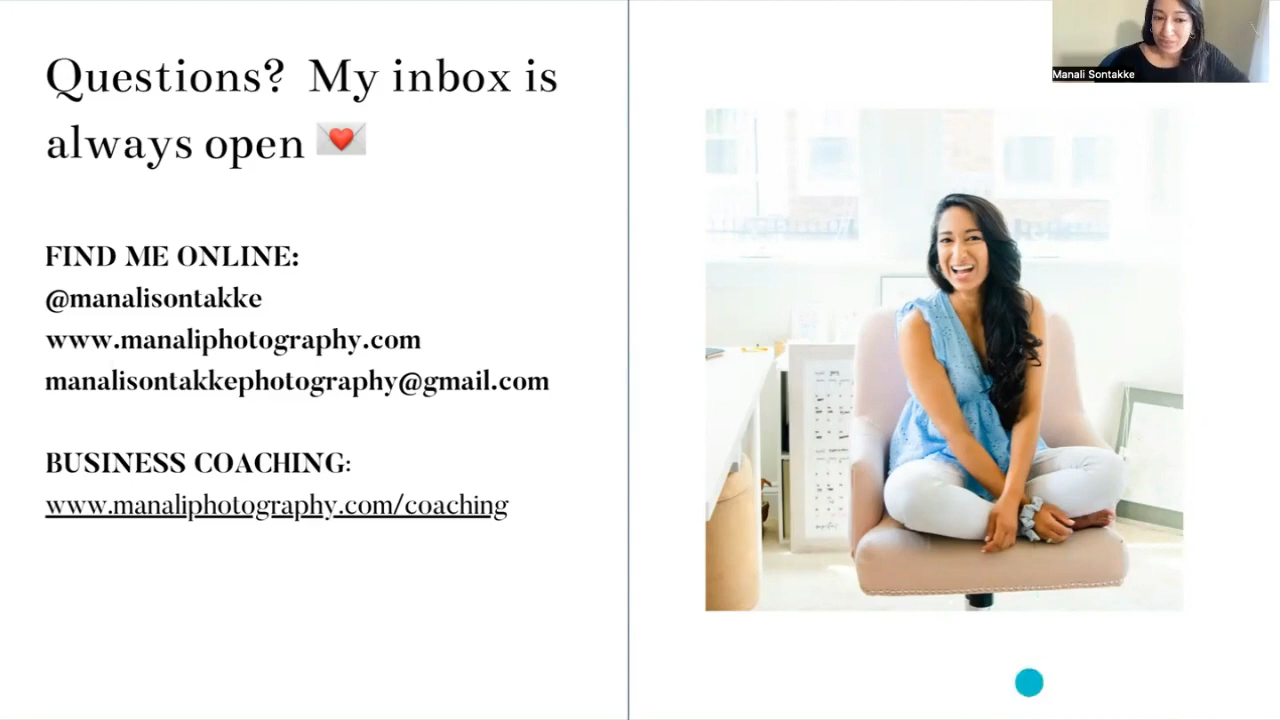 Questions? My inbox is
always open 💌
FIND ME ONLINE:
@manalisontakke
www.manaliphotography.com
manalisontakkephotography@gmail.com
BUSINESS COACHING:
www.manaliphotography.com/coaching
Manali Sontakke